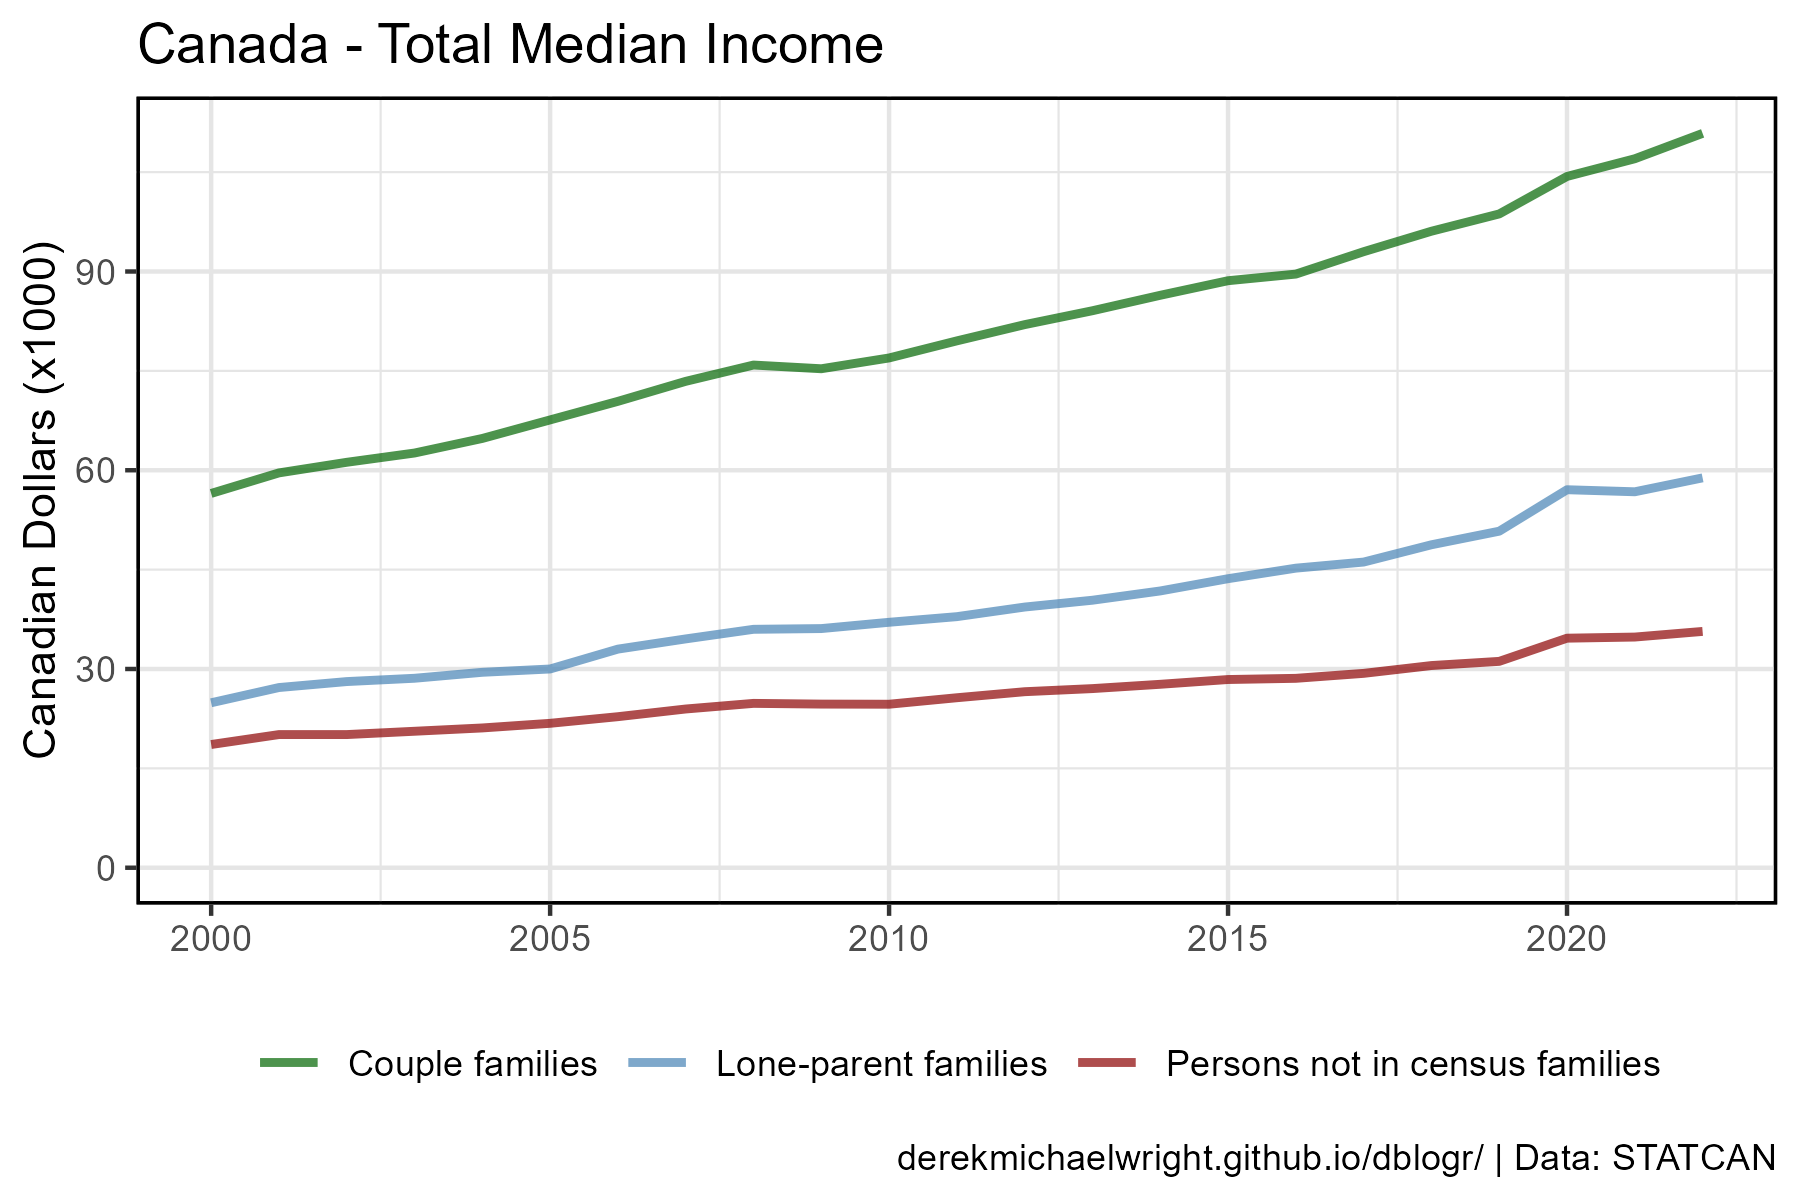 Canada - Total Median Income
Canadian Dollars (x1000)
90
60
30
0
2000 2005 2010 2015 2020
Couple families Lone-parent families Persons not in census families
derekmichaelwright.github.io/dblogr/ | Data: STATCAN